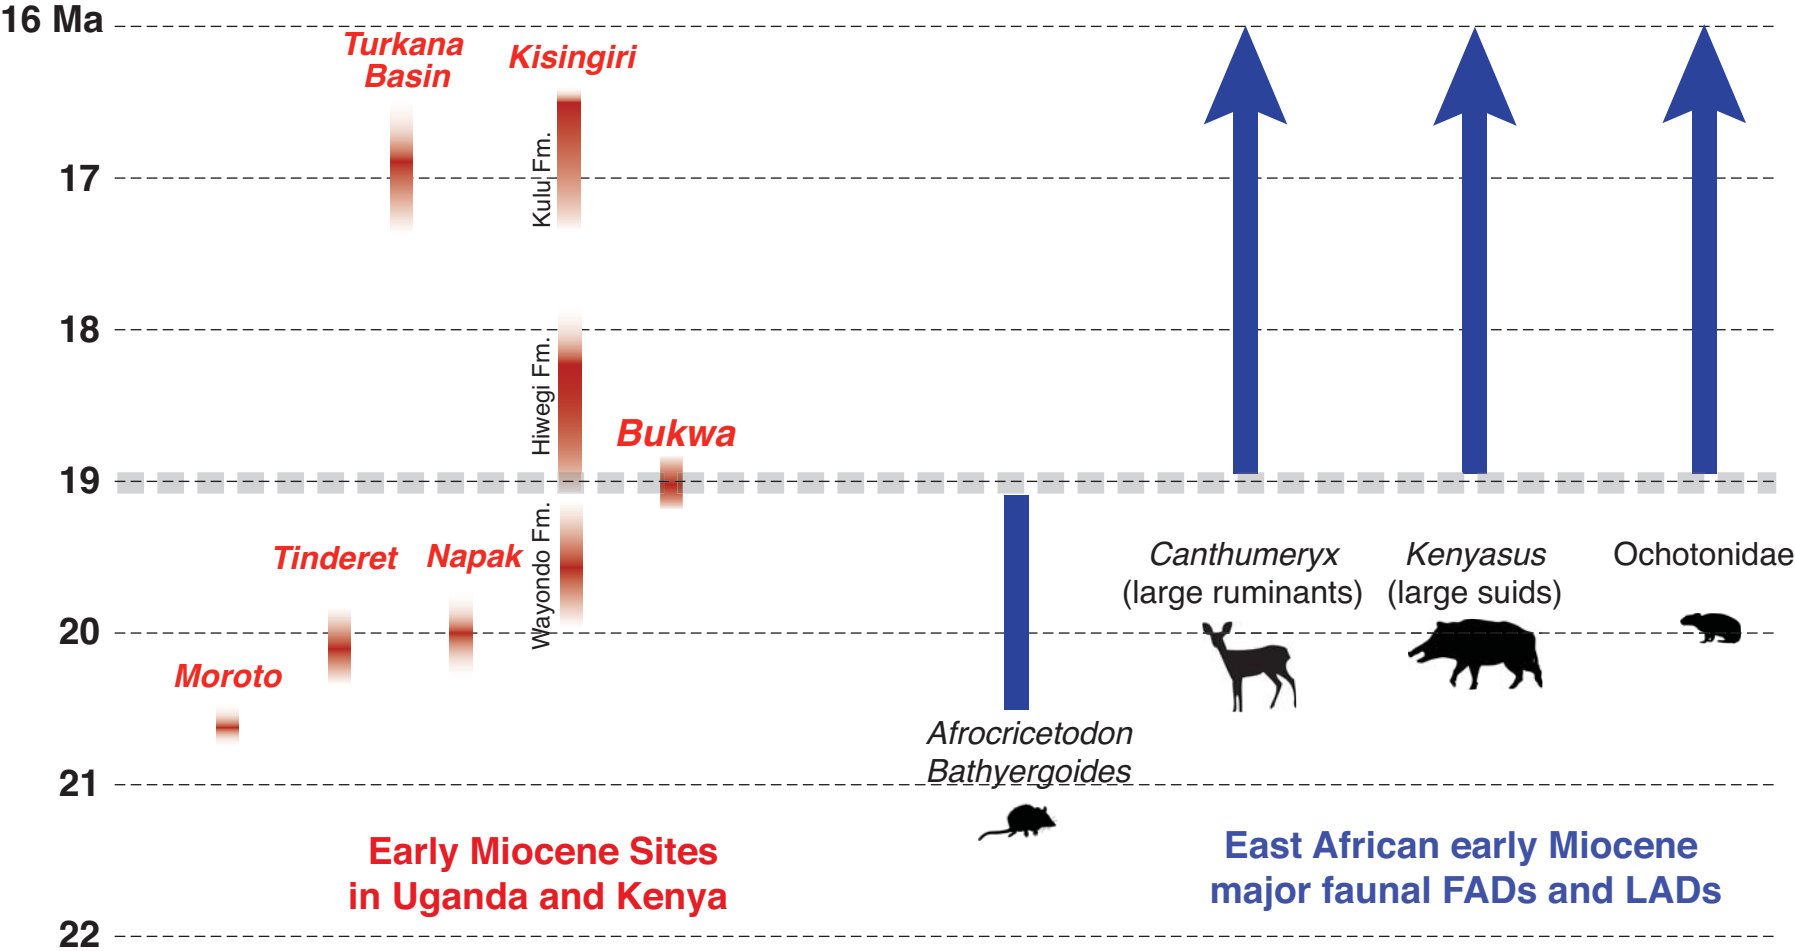 16 Ma
Turkana
Basin
Kisingiri
Kulu Fm.
17
18
Hiwegi Fm.
Bukwa
19
Wayondo Fm.
Tinderet
Napak
Canthumeryx
(large ruminants)
Kenyasus
(large suids)
Ochotonidae
20
Moroto
Afrocricetodon
Bathyergoides
21
Early Miocene Sites
in Uganda and Kenya
East African early Miocene
major faunal FADs and LADs
22